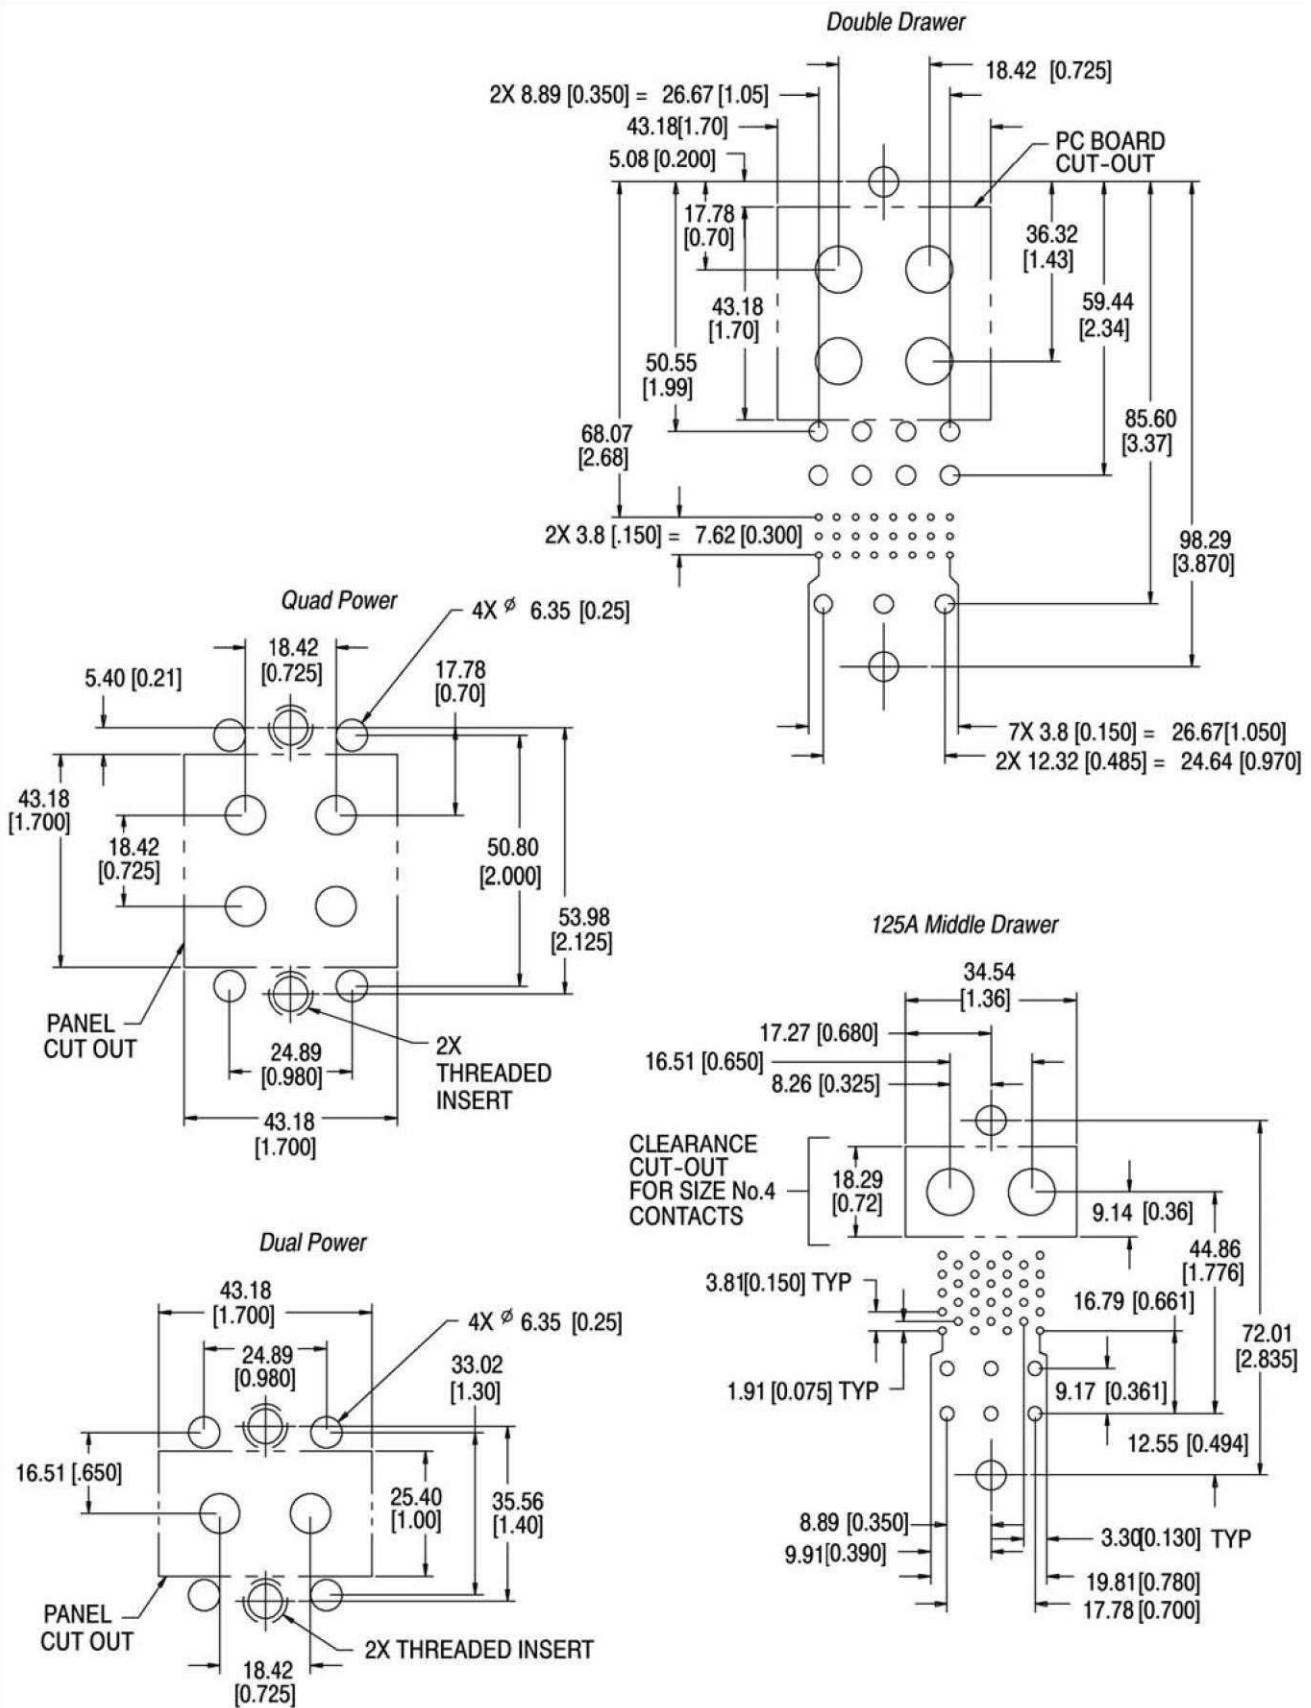 Double Drawer
18.42 [0.725]
2X 8.89 [0.350] = 26.67 [1.05]
43.18[1.70]
5.08 [0.200]
PC BOARD
CUT-OUT
17.78
[0.70]
36.32
[1.43]
43.18
[1.70]
59.44
[2.34]
50.55
[1.99]
85.60
[3.37]
68.07
[2.68]
2X 3.8 [.150] = 7.62 [0.300]
98.29
[3.870]
7X 3.8 [0.150] = 26.67[1.050]
2X 12.32 [0.485] = 24.64 [0.970]
Quad Power
4X ø 6.35 [0.25]
18.42
[0.725]
5.40 [0.21]
17.78
[0.70]
43.18
[1.700]
18.42
[0.725]
50.80
[2.000]
53.98
[2.125]
PANEL
CUT OUT
24.89
[0.980]
2X
THREADED
INSERT
43.18
[1.700]
125A Middle Drawer
34.54
[1.36]
17.27 [0.680]
16.51 [0.650]
8.26 [0.325]
CLEARANCE
CUT-OUT
FOR SIZE No.4
CONTACTS
18.29
[0.72]
9.14 [0.36]
44.86
[1.776]
3.81[0.150] TYP
16.79 [0.661]
72.01
[2.835]
1.91 [0.075] TYP
9.17 [0.361]
12.55 [0.494]
8.89 [0.350]
3.30[0.130] TYP
9.91[0.390]
19.81[0.780]
17.78 [0.700]
Dual Power
43.18
[1.700]
4X ø 6.35 [0.25]
24.89
[0.980]
33.02
[1.30]
16.51 [.650]
25.40
[1.00]
35.56
[1.40]
PANEL
CUT OUT
2X THREADED INSERT
18.42
[0.725]